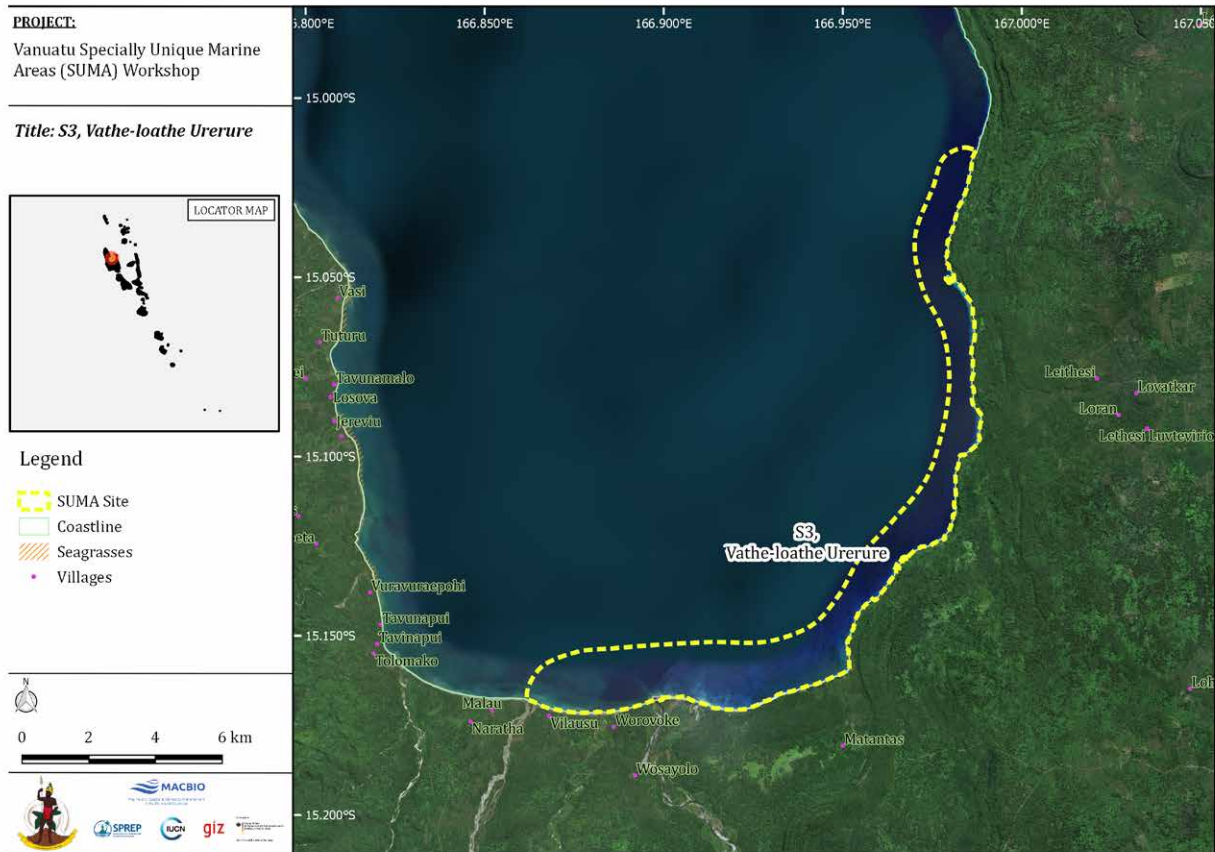 PROJECT:
Vanuatu Specially Unique Marine
Areas (SUMA) Workshop
Title: S3, Vathe-loathe Urerure
LOCATOR MAP
Legend
SUMA Site
Coastline
Seagrasses
Villages
N
0 2 4 6 km
MACBIO
SPREP
IUCN
giz
166.850°E
166.900°E
166.950°E
167.000°E
15.000°S
15.050°S
15.100°S
15.150°S
15.200°S
Vasi
Tuturu
Tavunamalo
Losova
Jereviu
Vuravuraepohi
Tavunapui
Tavinapui
Tolomako
Malau
Naratha
Vilausu
Worovoke
Wosayolo
Matantas
S3,
Vathe-loathe Urerure
Leithesi
Lovatkar
Loran
Lethesi Luvtevirio